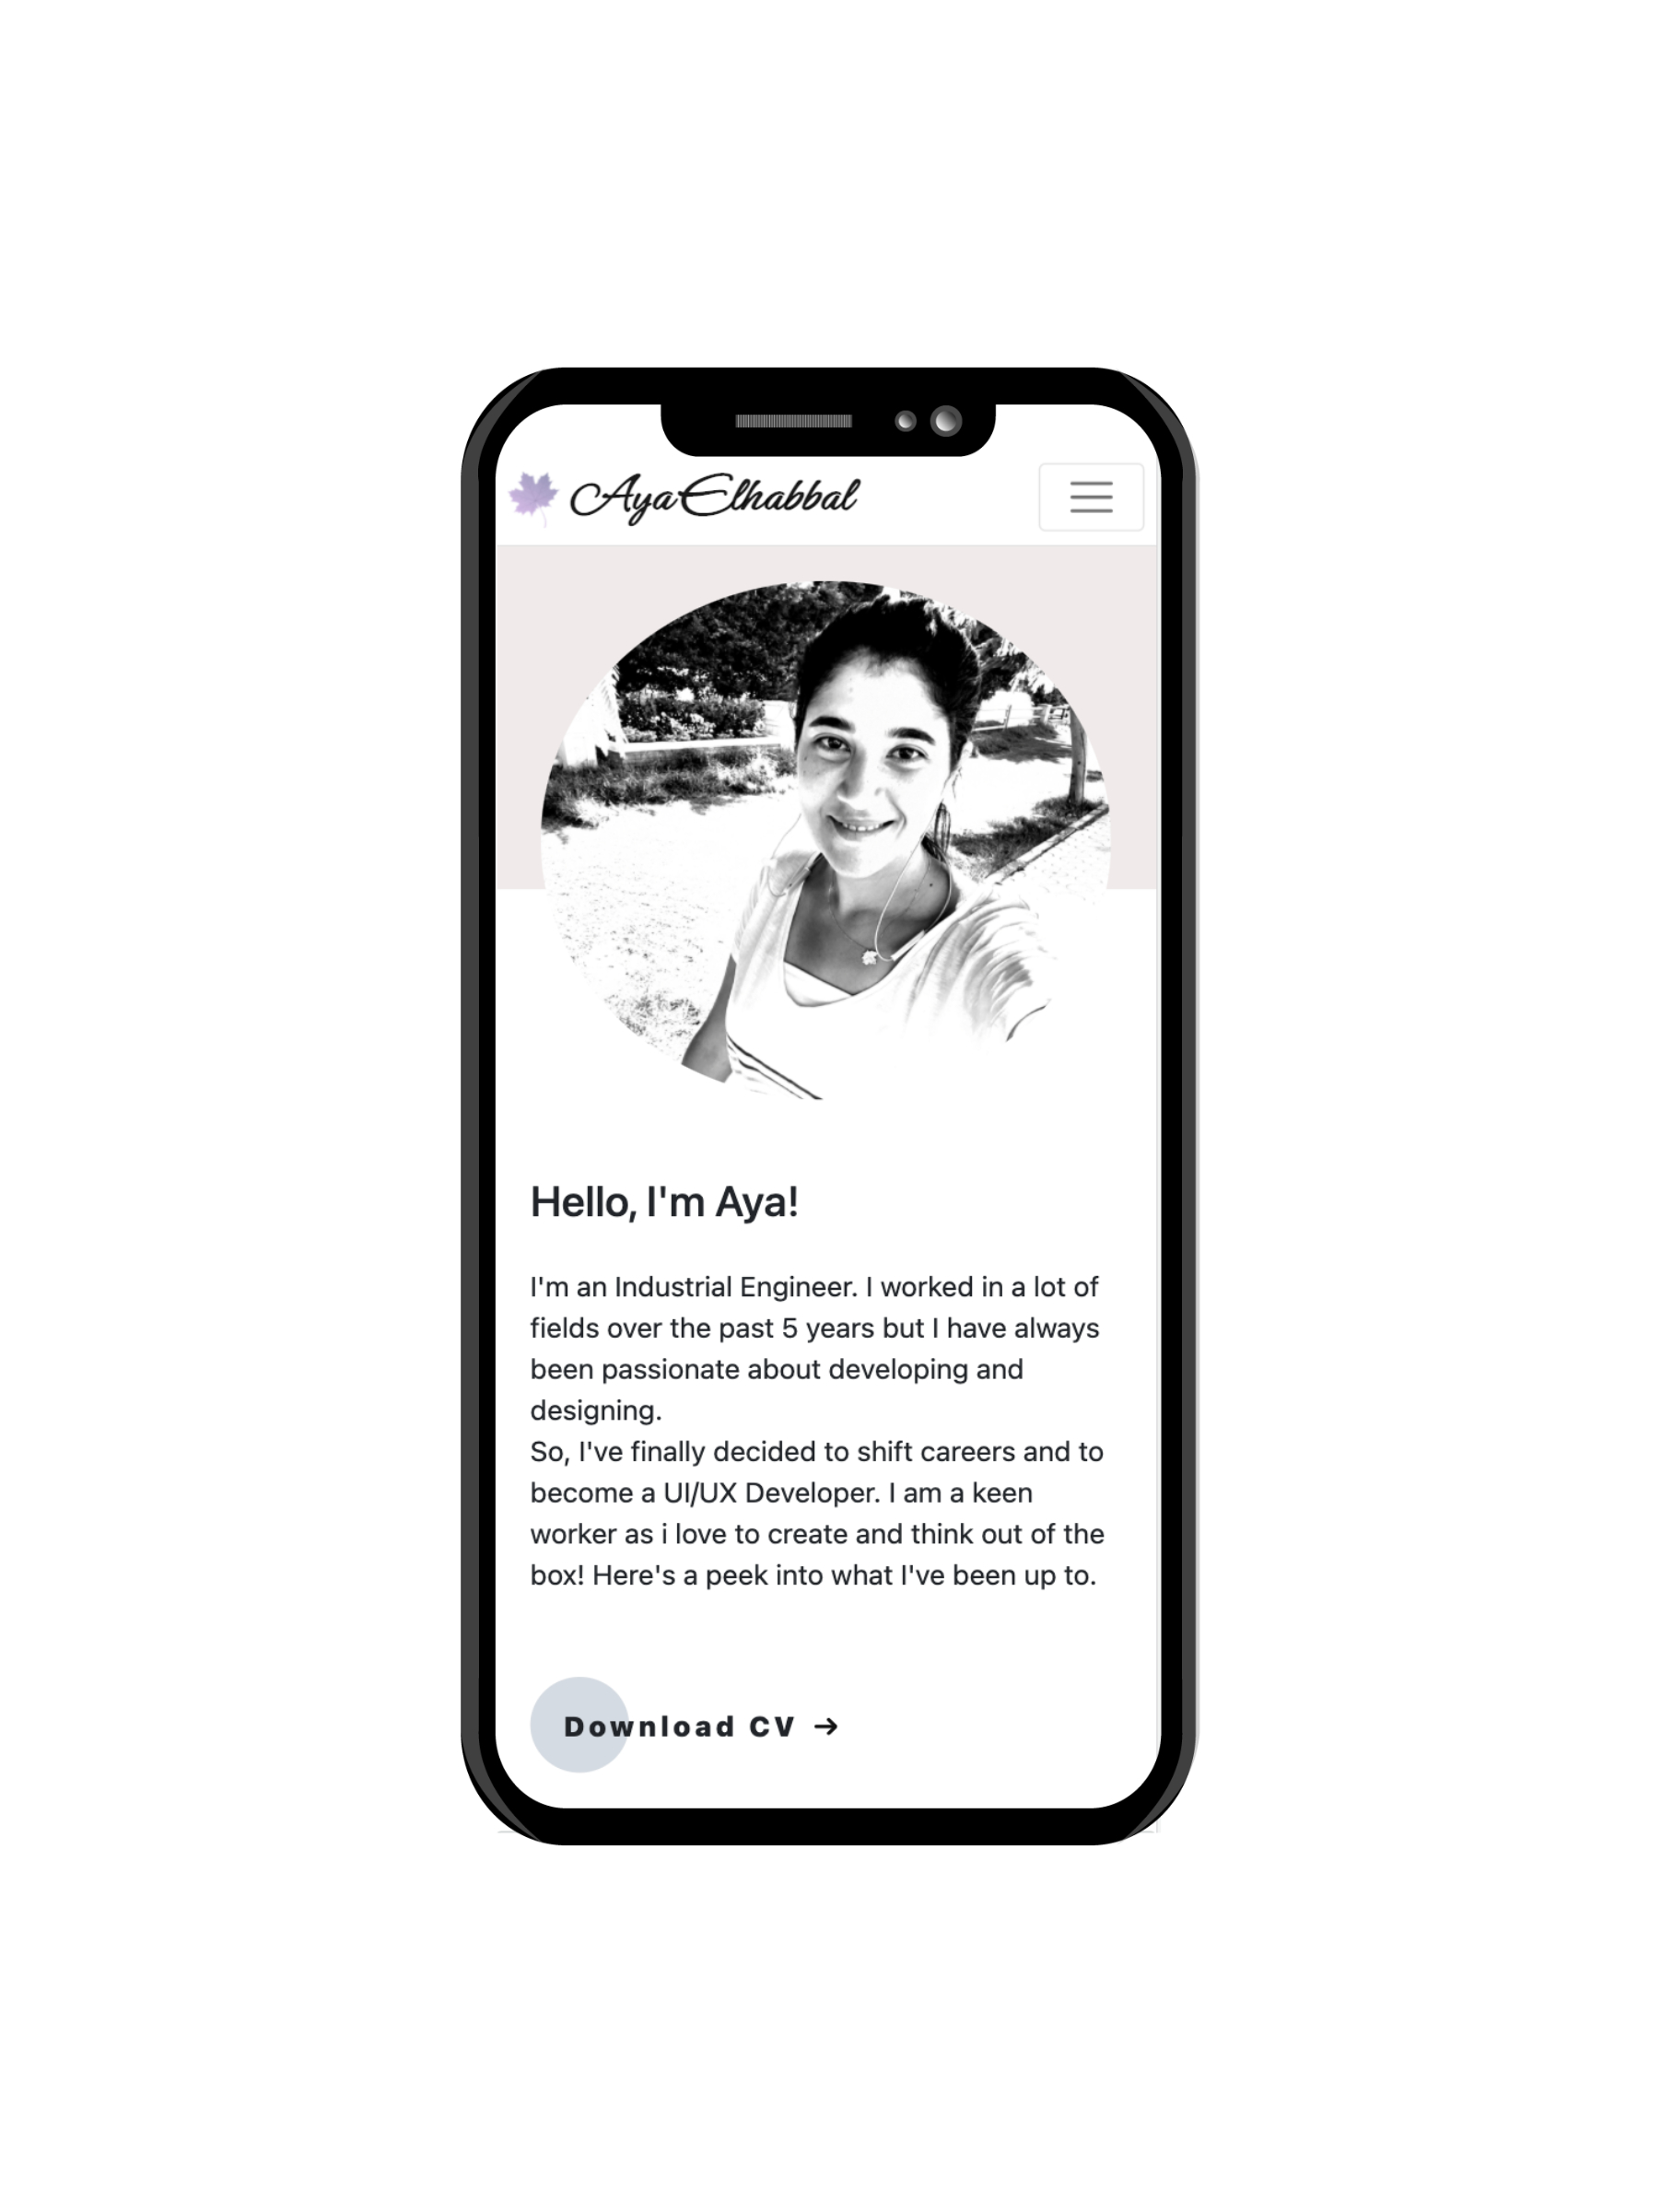 Aya Elhabbal
Hello, I'm Aya!
I'm an Industrial Engineer. I worked in a lot of
fields over the past 5 years but I have always
been passionate about developing and
designing.
So, I've finally decided to shift careers and to
become a UI/UX Developer. I am a keen
worker as i love to create and think out of the
box! Here's a peek into what I've been up to.
Download CV →